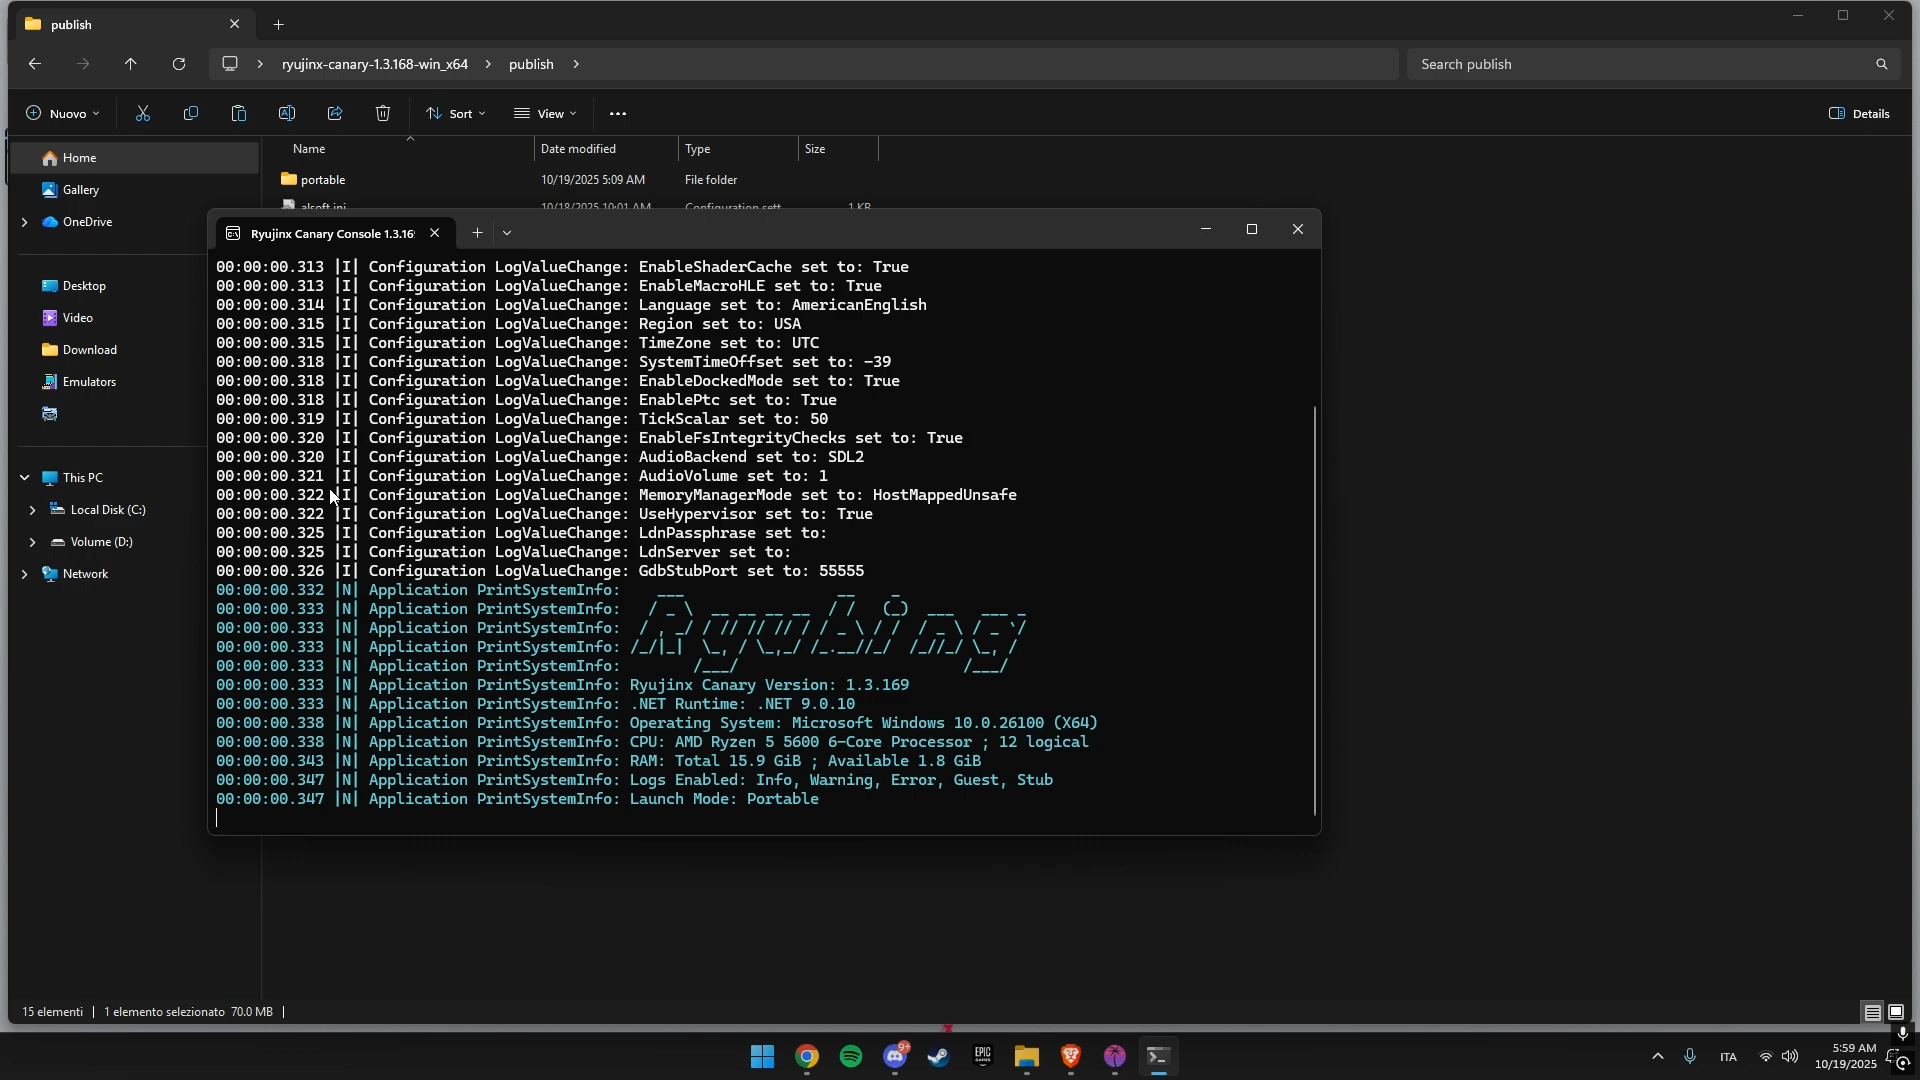 publish
ryujinx-canary-1.3.168-win_x64
publish
Search publish
Nuovo
Sort
View
Details
Home
Gallery
OneDrive
Desktop
Video
Download
Emulators
This PC
Local Disk (C:)
Volume (D:)
Network
Name Date modified Type Size
portable 10/19/2025 5:09 AM File folder
alsoft.ini 10/18/2025 10:01 AM Configuration sett... 1 KB
Ryujinx Canary Console 1.3.16
00:00:00.313 |I| Configuration LogValueChange: EnableShaderCache set to: True
00:00:00.313 |I| Configuration LogValueChange: EnableMacroHLE set to: True
00:00:00.314 |I| Configuration LogValueChange: Language set to: AmericanEnglish
00:00:00.315 |I| Configuration LogValueChange: Region set to: USA
00:00:00.315 |I| Configuration LogValueChange: TimeZone set to: UTC
00:00:00.318 |I| Configuration LogValueChange: SystemTimeOffset set to: -39
00:00:00.318 |I| Configuration LogValueChange: EnableDockedMode set to: True
00:00:00.318 |I| Configuration LogValueChange: EnablePtc set to: True
00:00:00.319 |I| Configuration LogValueChange: TickScalar set to: 50
00:00:00.320 |I| Configuration LogValueChange: EnableFsIntegrityChecks set to: True
00:00:00.320 |I| Configuration LogValueChange: AudioBackend set to: SDL2
00:00:00.321 |I| Configuration LogValueChange: AudioVolume set to: 1
00:00:00.322 |I| Configuration LogValueChange: MemoryManagerMode set to: HostMappedUnsafe
00:00:00.322 |I| Configuration LogValueChange: UseHypervisor set to: True
00:00:00.325 |I| Configuration LogValueChange: LdnPassphrase set to:
00:00:00.325 |I| Configuration LogValueChange: LdnServer set to:
00:00:00.326 |I| Configuration LogValueChange: GdbStubPort set to: 55555
00:00:00.332 |N| Application PrintSystemInfo:
00:00:00.333 |N| Application PrintSystemInfo:
00:00:00.333 |N| Application PrintSystemInfo: Ryubing
00:00:00.333 |N| Application PrintSystemInfo:
00:00:00.333 |N| Application PrintSystemInfo:
00:00:00.333 |N| Application PrintSystemInfo: Ryujinx Canary Version: 1.3.169
00:00:00.333 |N| Application PrintSystemInfo: .NET Runtime: .NET 9.0.10
00:00:00.338 |N| Application PrintSystemInfo: Operating System: Microsoft Windows 10.0.26100 (X64)
00:00:00.338 |N| Application PrintSystemInfo: CPU: AMD Ryzen 5 5600 6-Core Processor ; 12 logical
00:00:00.343 |N| Application PrintSystemInfo: RAM: Total 15.9 GiB ; Available 1.8 GiB
00:00:00.347 |N| Application PrintSystemInfo: Logs Enabled: Info, Warning, Error, Guest, Stub
00:00:00.347 |N| Application PrintSystemInfo: Launch Mode: Portable
15 elementi 1 elemento selezionato 70.0 MB
9+
EPIC GAMES
ITA
5:59 AM
10/19/2025